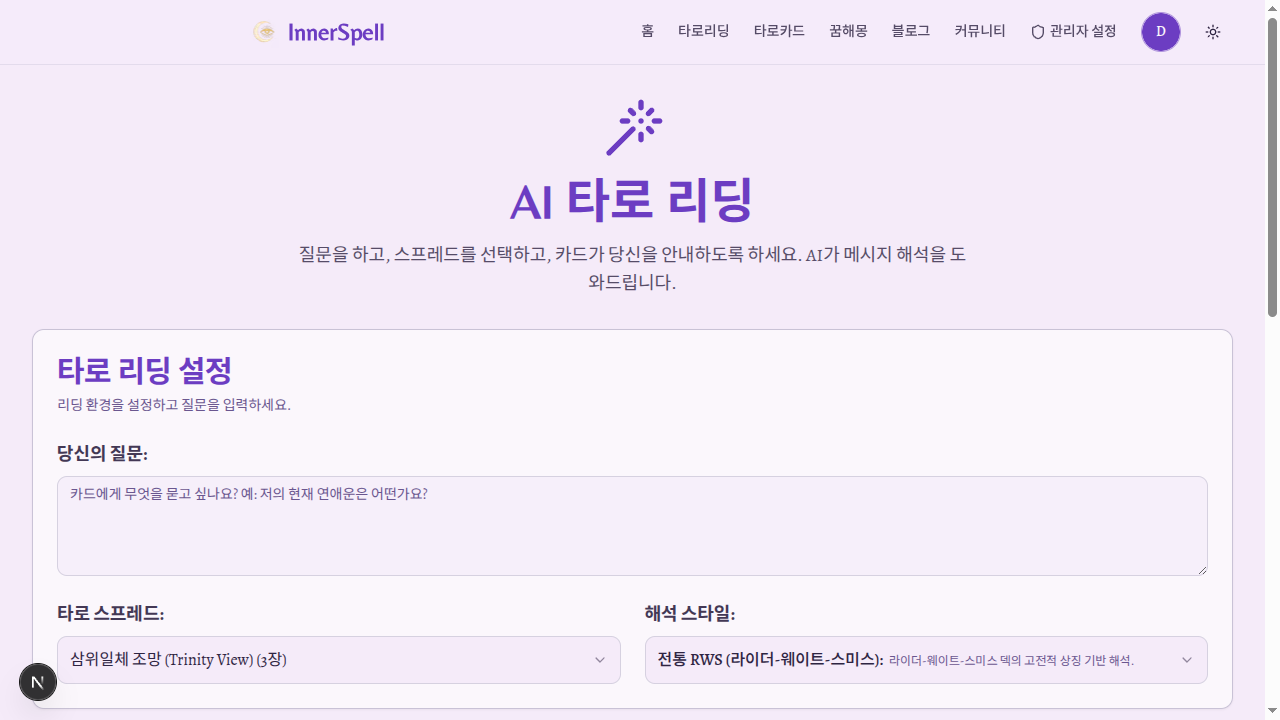 InnerSpell
홈
타로리딩
타로카드
꿈해몽
블로그
커뮤니티
관리자 설정
D
AI 타로 리딩
질문을 하고, 스프레드를 선택하고, 카드가 당신을 안내하도록 하세요. AI가 메시지 해석을 도
와드립니다.
타로 리딩 설정
리딩 환경을 설정하고 질문을 입력하세요.
당신의 질문:
카드에게 무엇을 묻고 싶나요? 예: 저의 현재 연애운은 어떤가요?
타로 스프레드:
삼위일체 조망 (Trinity View) (3장)
해석 스타일:
전통 RWS (라이더-웨이트-스미스): 라이더-웨이트-스미스 덱의 고전적 상징 기반 해석.
N